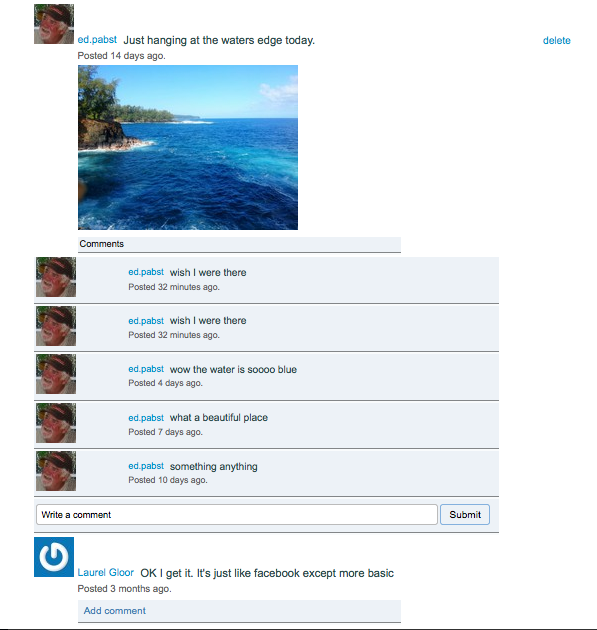 ed.pabst Just hanging at the waters edge today. delete
Posted 14 days ago.
Comments
ed.pabst wish I were there
Posted 32 minutes ago.
ed.pabst wish I were there
Posted 32 minutes ago.
ed.pabst wow the water is soooo blue
Posted 4 days ago.
ed.pabst what a beautiful place
Posted 7 days ago.
ed.pabst something anything
Posted 10 days ago.
Write a comment Submit
Laurel Gloor OK I get it. It's just like facebook except more basic
Posted 3 months ago.
Add comment